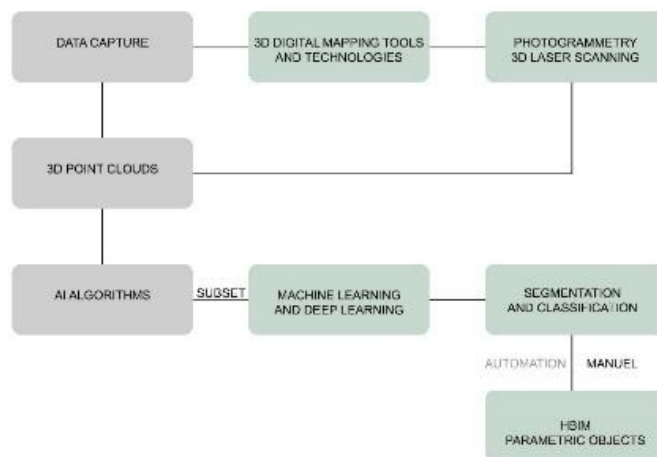 DATA CAPTURE
3D DIGITAL MAPPING TOOLS
AND TECHNOLOGIES
PHOTOGRAMMETRY
3D LASER SCANNING
3D POINT CLOUDS
AI ALGORITHMS
SUBSET
MACHINE LEARNING
AND DEEP LEARNING
SEGMENTATION
AND CLASSIFICATION
AUTOMATION
MANUEL
HBIM
PARAMETRIC OBJECTS